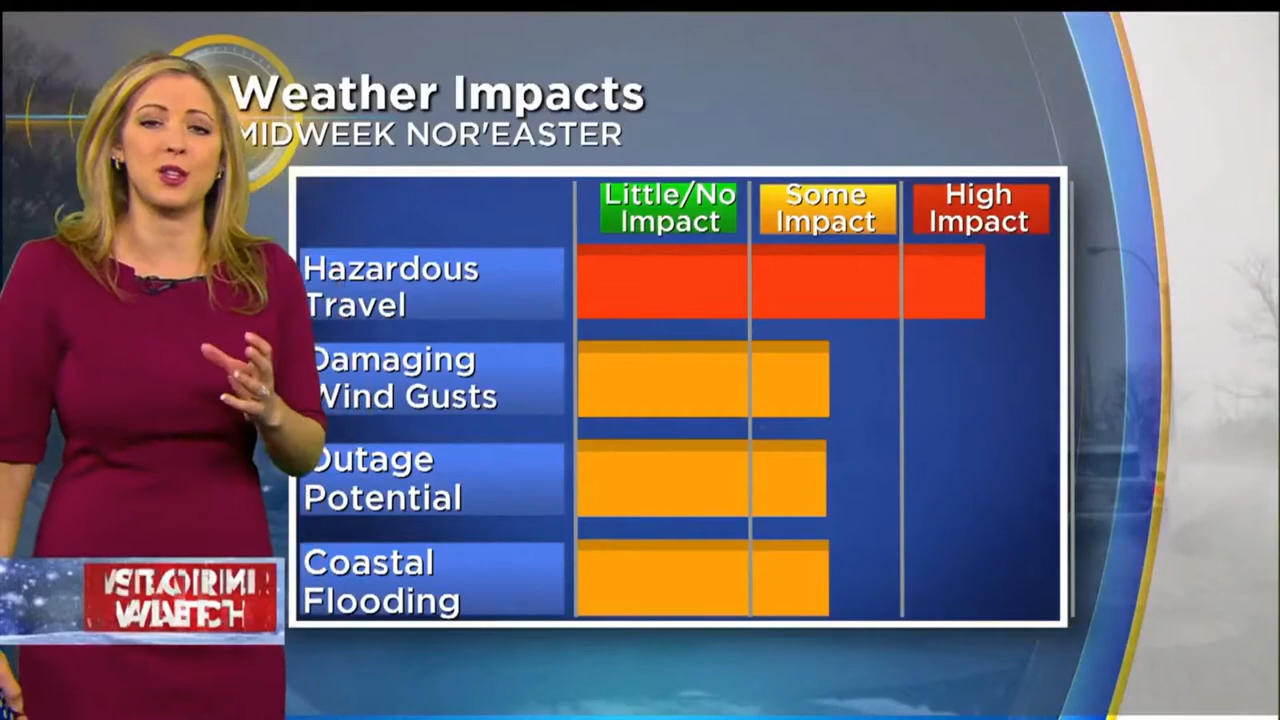 Weather Impacts
MIDWEEK NOR'EASTER
Little/No
Impact
Some
Impact
High
Impact
Hazardous
Travel
Damaging
Wind Gusts
Outage
Potential
Coastal
Flooding